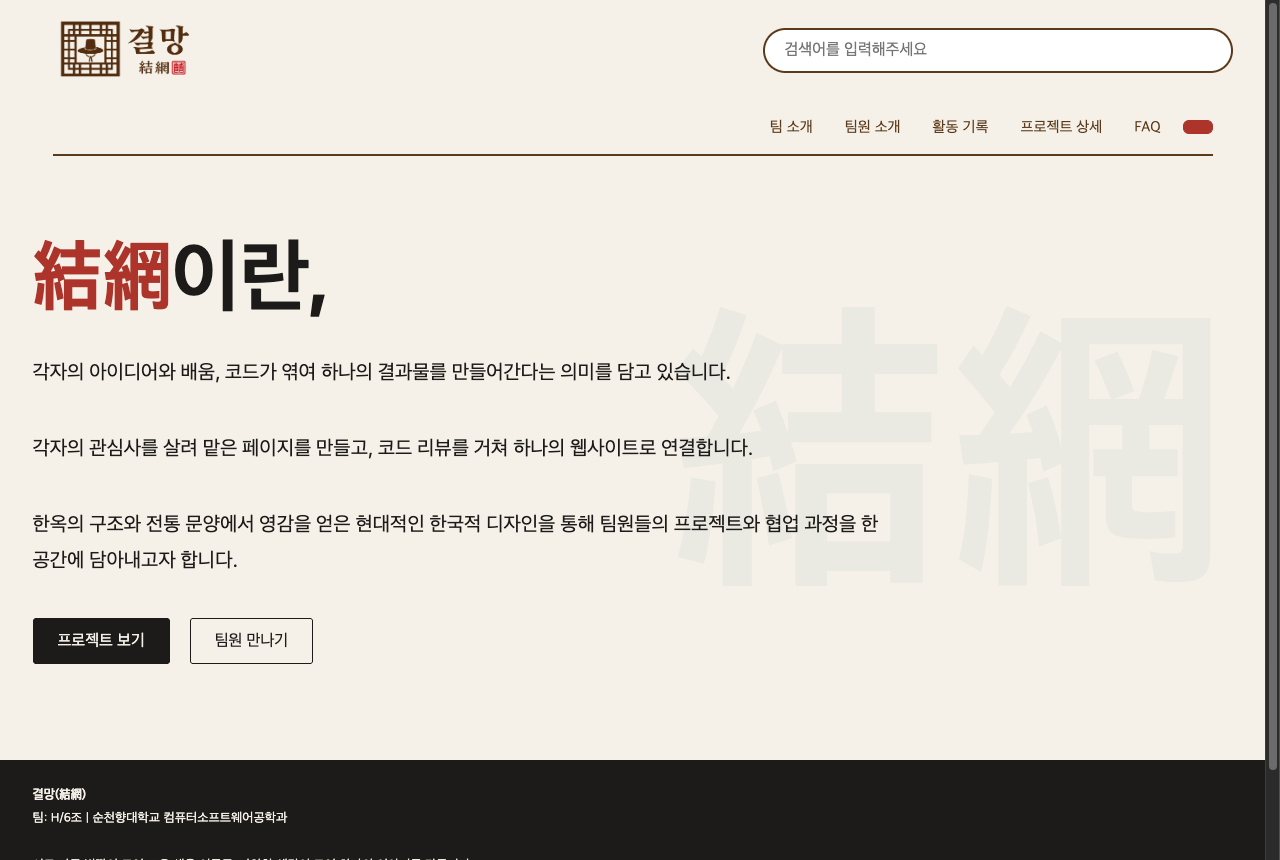 결망
結網
검색어를 입력해주세요
팀 소개 팀원 소개 활동 기록 프로젝트 상세 FAQ
結網이란,
각자의 아이디어와 배움, 코드가 엮여 하나의 결과물을 만들어간다는 의미를 담고 있습니다.
각자의 관심사를 살려 맡은 페이지를 만들고, 코드 리뷰를 거쳐 하나의 웹사이트로 연결합니다.
한옥의 구조와 전통 문양에서 영감을 얻은 현대적인 한국적 디자인을 통해 팀원들의 프로젝트와 협업 과정을 한
공간에 담아내고자 합니다.
結網
프로젝트 보기 팀원 만나기
결망(結網)
팀: H/6조 | 순천향대학교 컴퓨터소프트웨어공학과